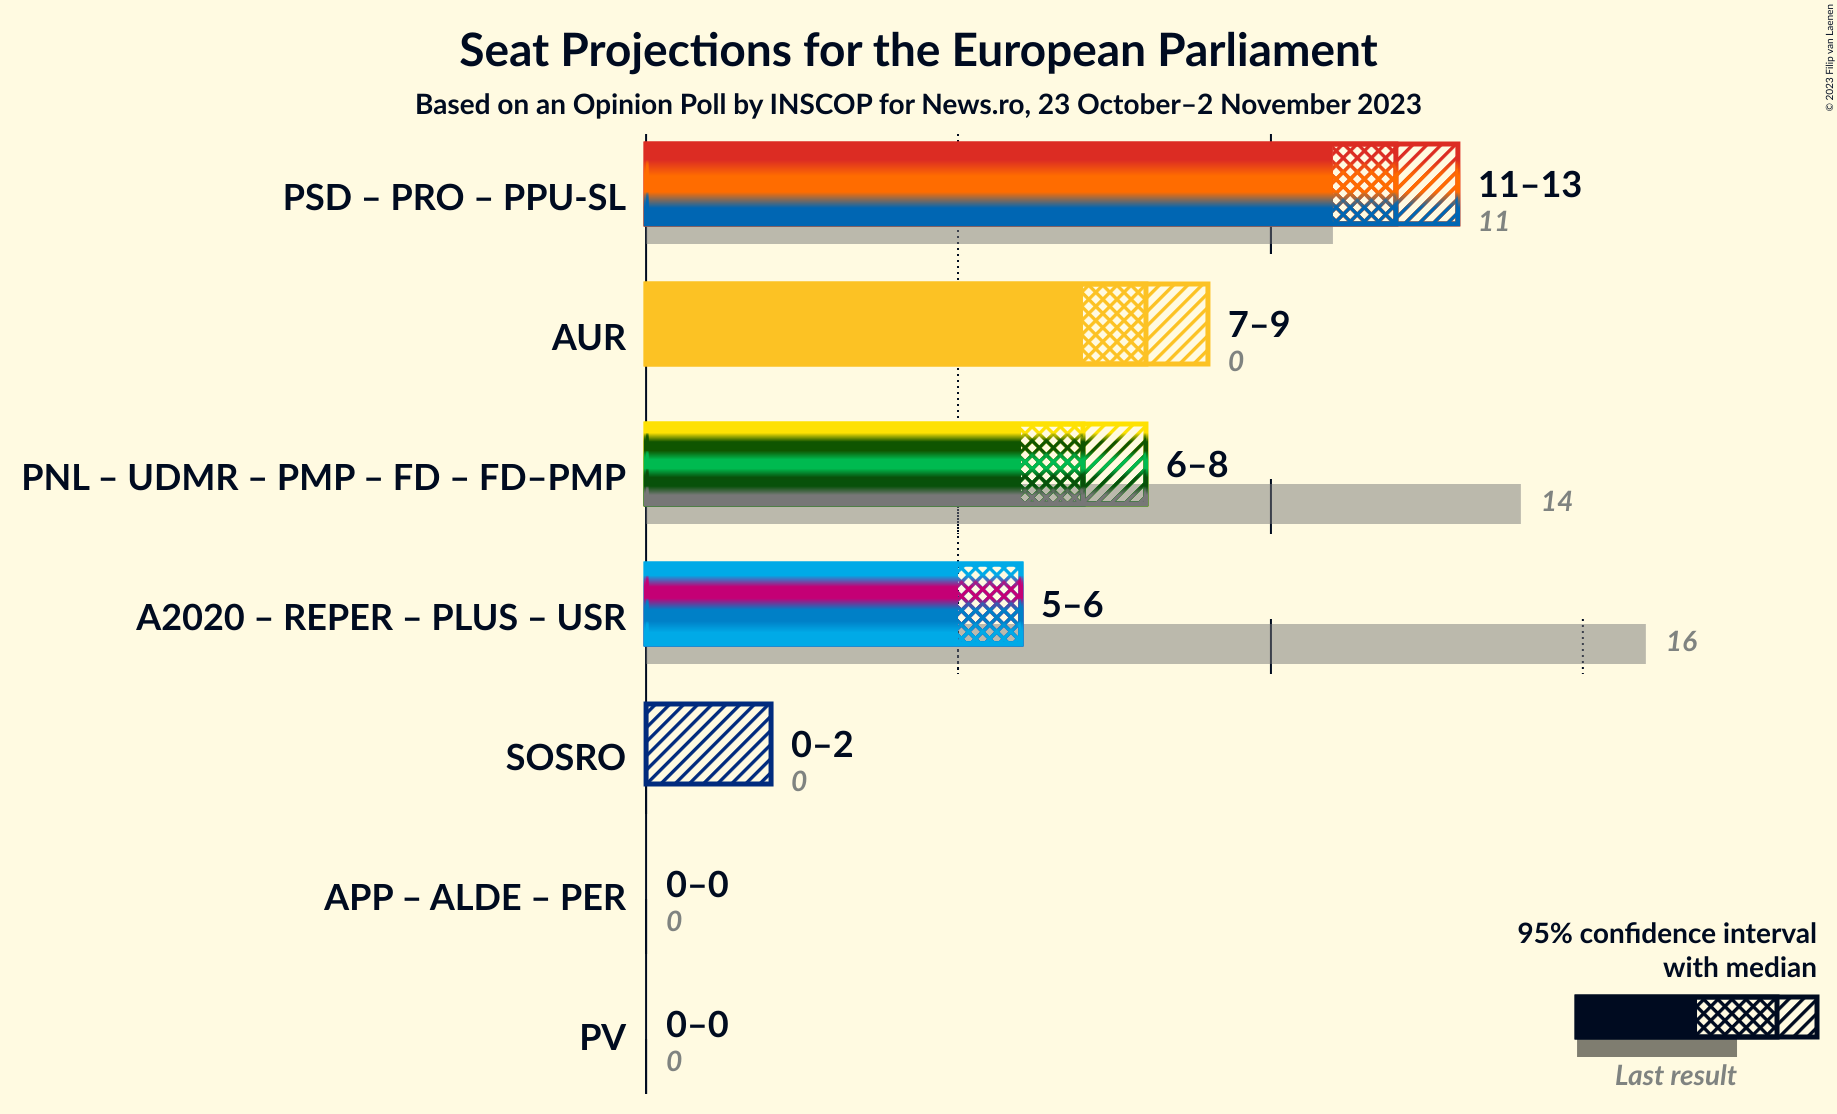 Seat Projections for the European Parliament
Based on an Opinion Poll by INSCOP for News.ro, 23 October–2 November 2023
© 2023 Filip van Laenen
PSD – PRO – PPU-SL
11–13
11
AUR
7–9
0
PNL – UDMR – PMP – FD – FD–PMP
6–8
14
A2020 – REPER – PLUS – USR
5–6
16
SOSRO
0–2
0
APP – ALDE – PER
0–0
0
PV
0–0
0
95% confidence interval
with median
Last result